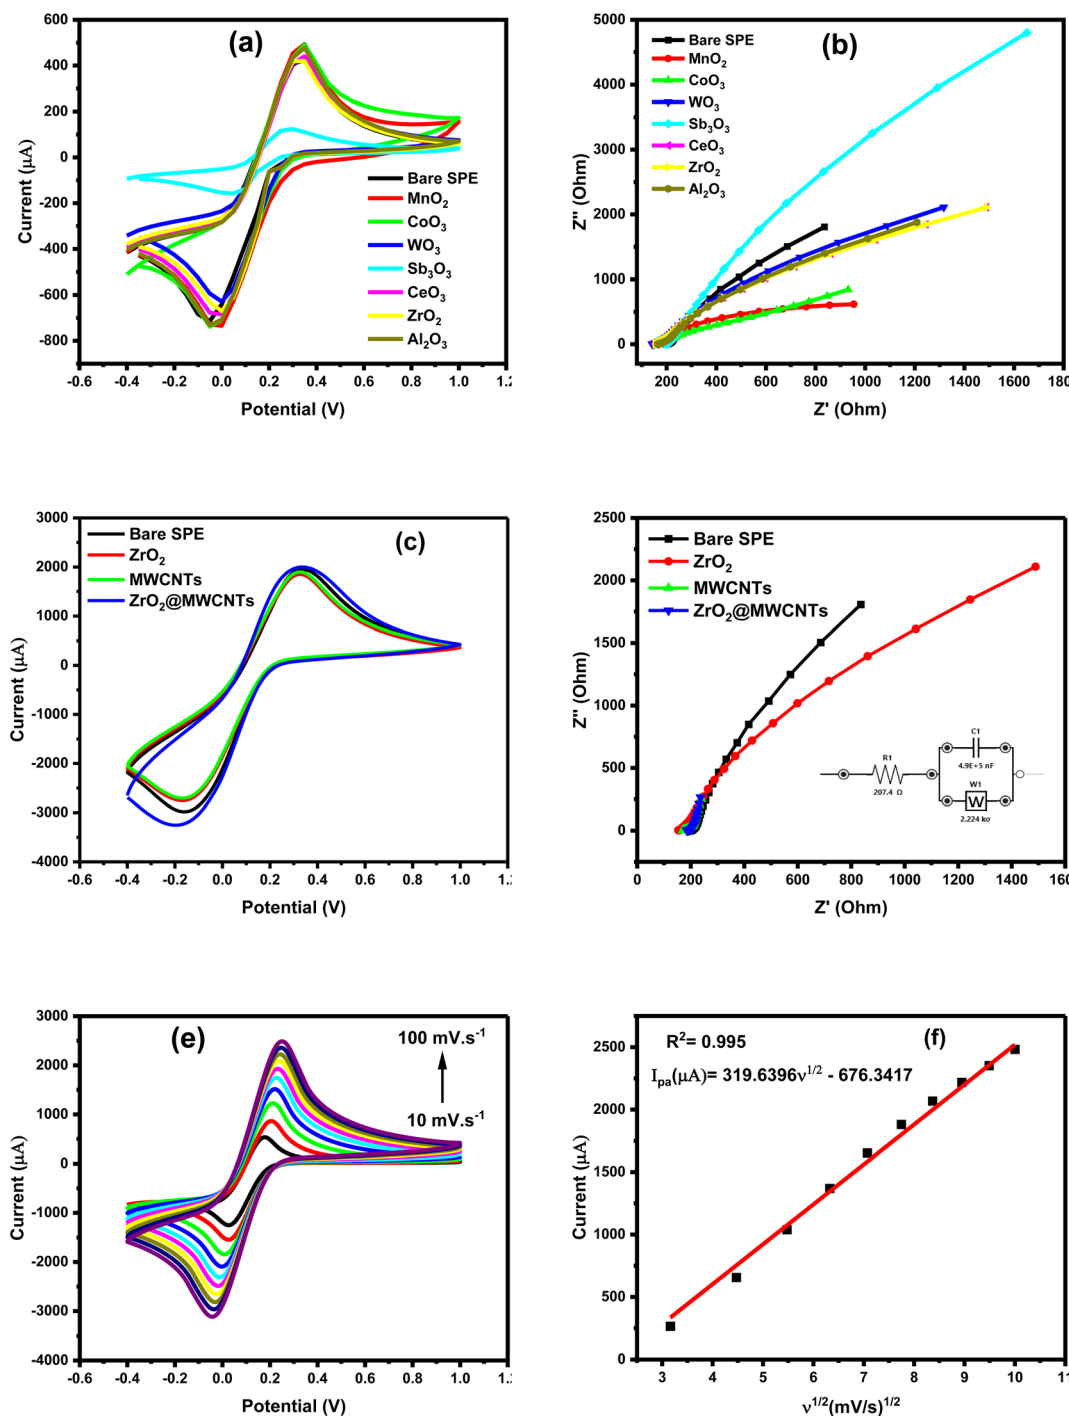 (a)
600
400
200
0
-200
-400
-600
-800
Current (μA)
-0.6 -0.4 -0.2 0.0 0.2 0.4 0.6 0.8 1.0 1.2
Potential (V)
Bare SPE
MnO2
CoO3
WO3
Sb3O3
CeO3
ZrO2
Al2O3
(b)
5000
4000
3000
2000
1000
0
Z'' (Ohm)
200 400 600 800 1000 1200 1400 1600 1800
Z' (Ohm)
Bare SPE
MnO2
CoO3
WO3
Sb3O3
CeO3
ZrO2
Al2O3
(c)
3000
2000
1000
0
-1000
-2000
-3000
-4000
Current (μA)
-0.6 -0.4 -0.2 0.0 0.2 0.4 0.6 0.8 1.0 1.2
Potential (V)
Bare SPE
ZrO2
MWCNTs
ZrO2@MWCNTs
2500
2000
1500
1000
500
0
Z'' (Ohm)
0 200 400 600 800 1000 1200 1400 1600
Z' (Ohm)
Bare SPE
ZrO2
MWCNTs
ZrO2@MWCNTs
C1
R1
4.9E+5 nF
W1
207.4 Ω
2.224 kσ
(e)
3000
2000
1000
0
-1000
-2000
-3000
-4000
Current (μA)
-0.6 -0.4 -0.2 0.0 0.2 0.4 0.6 0.8 1.0 1.2
Potential (V)
100 mV.s-1
10 mV.s-1
(f)
R2= 0.995
Ipa(μA)= 319.6396ν1/2 - 676.3417
2500
2000
1500
1000
500
0
Current (μA)
3 4 5 6 7 8 9 10 11
ν1/2(mV/s)1/2